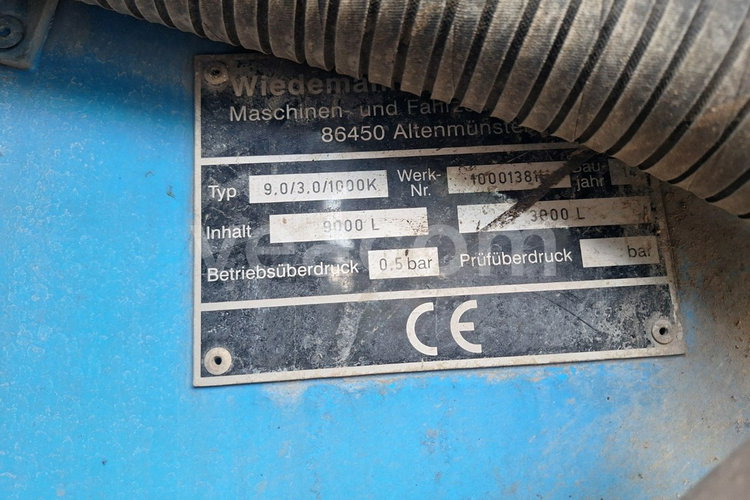 Wiedemann
Maschinen- und Fahrz
86450 Altenmünster
Typ 9.0/3.0/1000K Werk-Nr. Bau-jahr 14
Inhalt 9000 L 3000 L
Betriebsüberdruck 0.5 bar Prüfüberdruck bar
CE